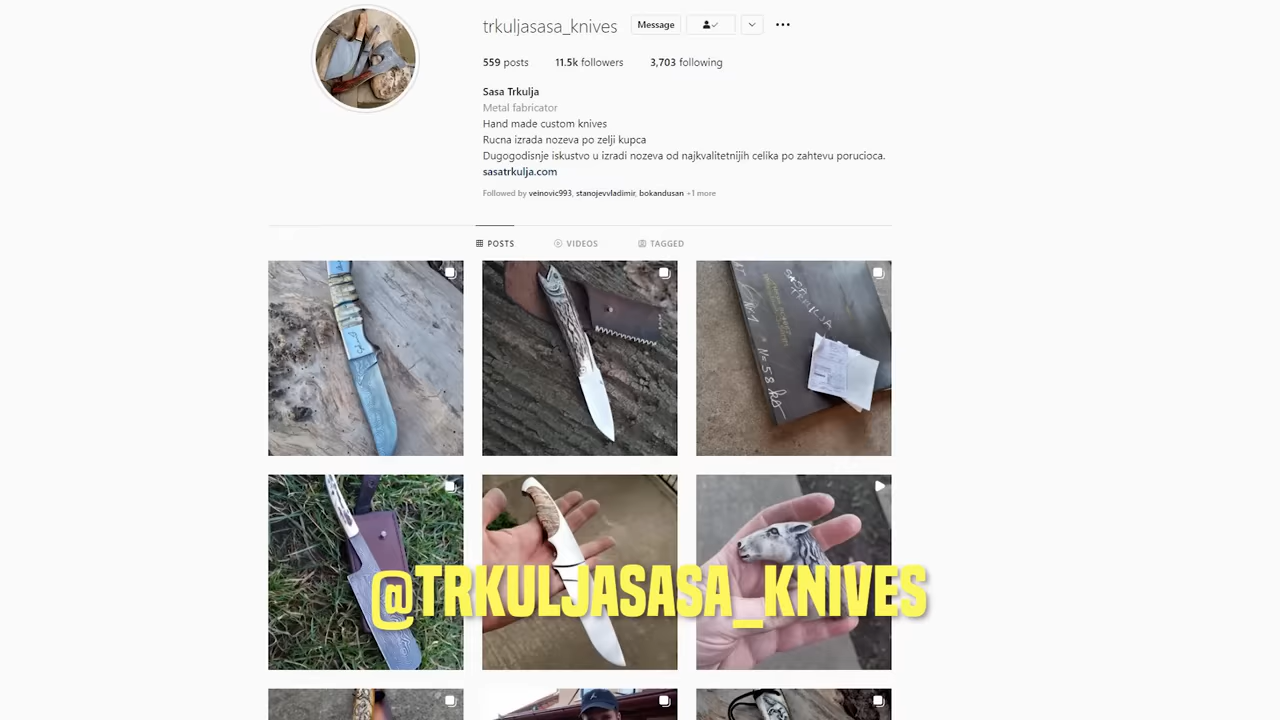 trkuljasasa_knives Message
559 posts 11.5k followers 3,703 following
Sasa Trkulja
Metal fabricator
Hand made custom knives
Rucna izrada nozeva po zelji kupca
Dugogodisnje iskustvo u izradi nozeva od najkvalitetnijih celika po zahtevu porucioca.
sasatrkulja.com
Followed by veinovic993, stanojevvladimir, bokandusan +1 more
POSTS VIDEOS TAGGED
@TRKULJASASA_KNIVES